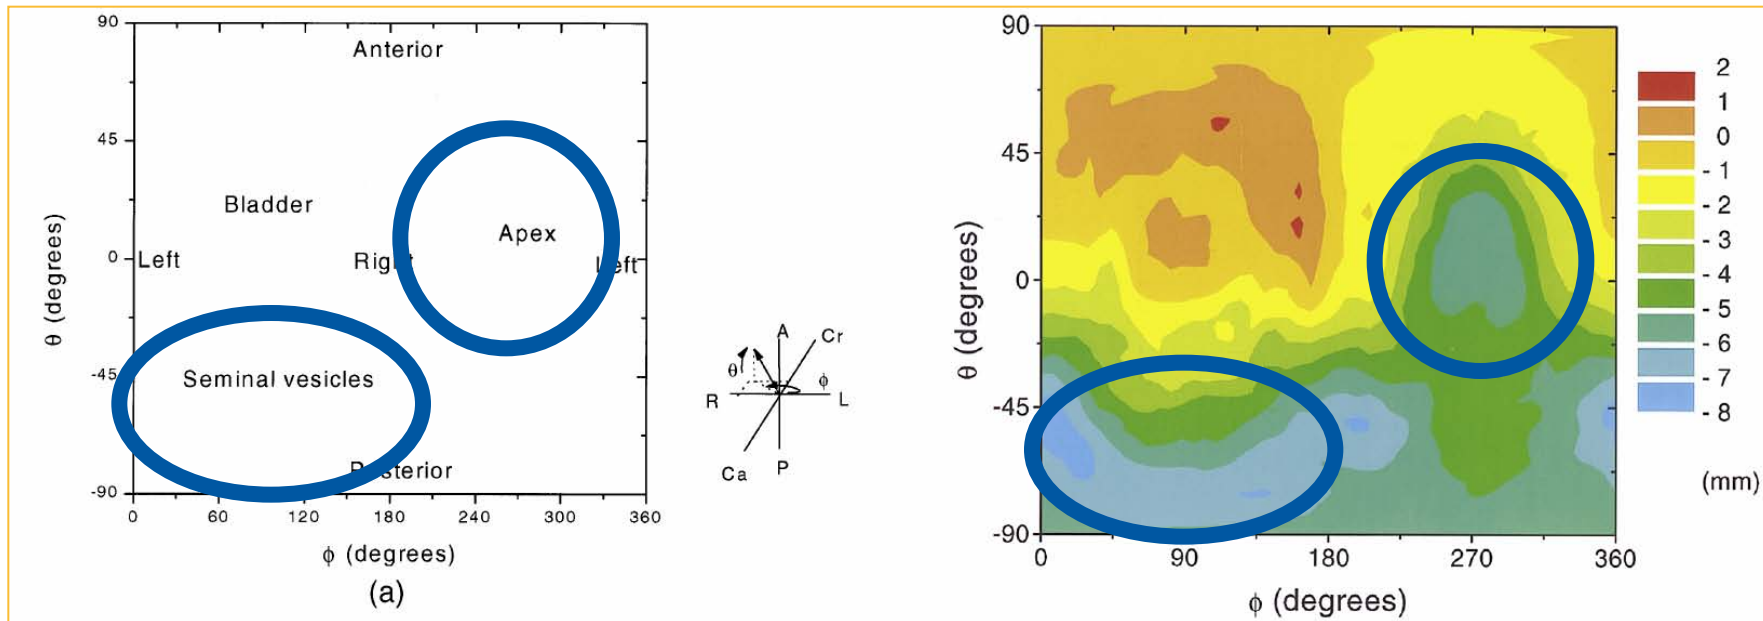 90
Anterior
45
Bladder
Apex
0
Left
Right
Left
-45
Seminal vesicles
Posterior
-90
0 60 120 180 240 300 360
θ (degrees)
ϕ (degrees)
(a)
A
Cr
θ
ϕ
R
L
Ca
P
90
45
0
-45
-90
0 90 180 270 360
θ (degrees)
ϕ (degrees)
2
1
0
- 1
- 2
- 3
- 4
- 5
- 6
- 7
- 8
(mm)